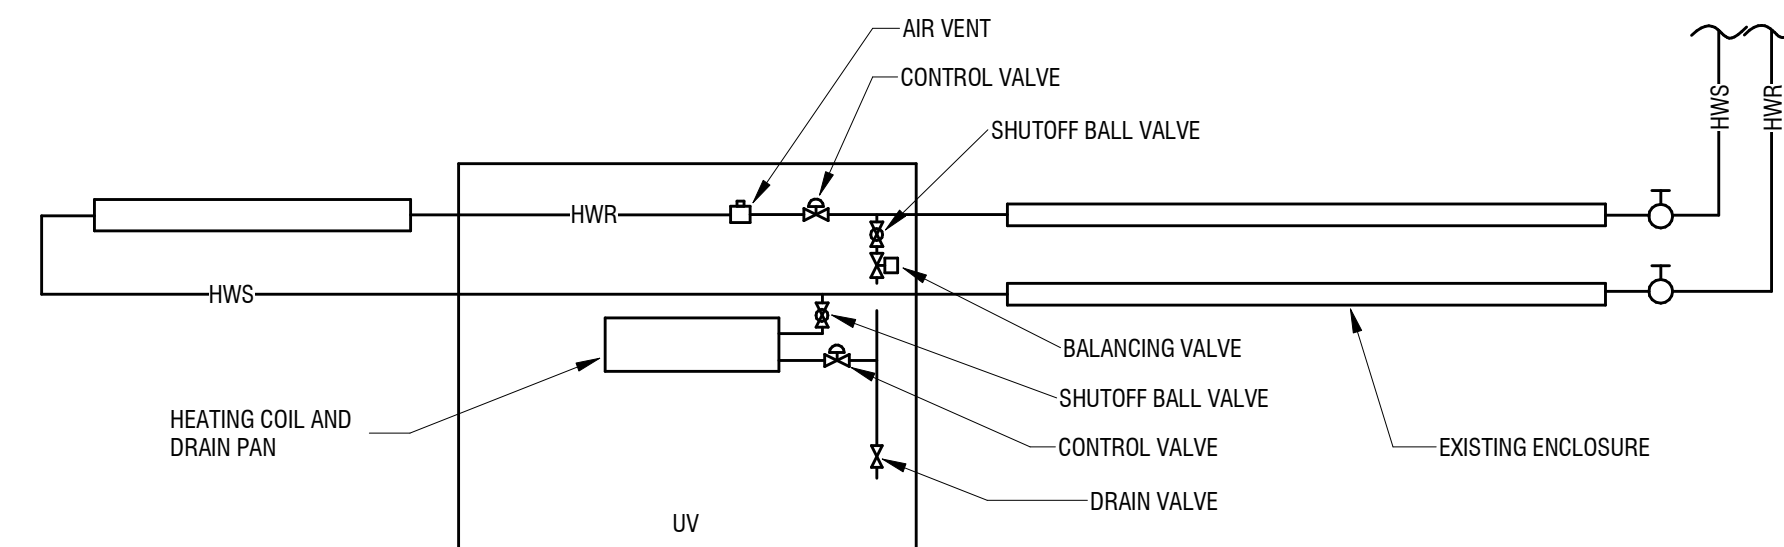 AIR VENT
CONTROL VALVE
SHUTOFF BALL VALVE
HWS
HWR
HWR
HWS
BALANCING VALVE
SHUTOFF BALL VALVE
HEATING COIL AND
DRAIN PAN
CONTROL VALVE
EXISTING ENCLOSURE
DRAIN VALVE
UV